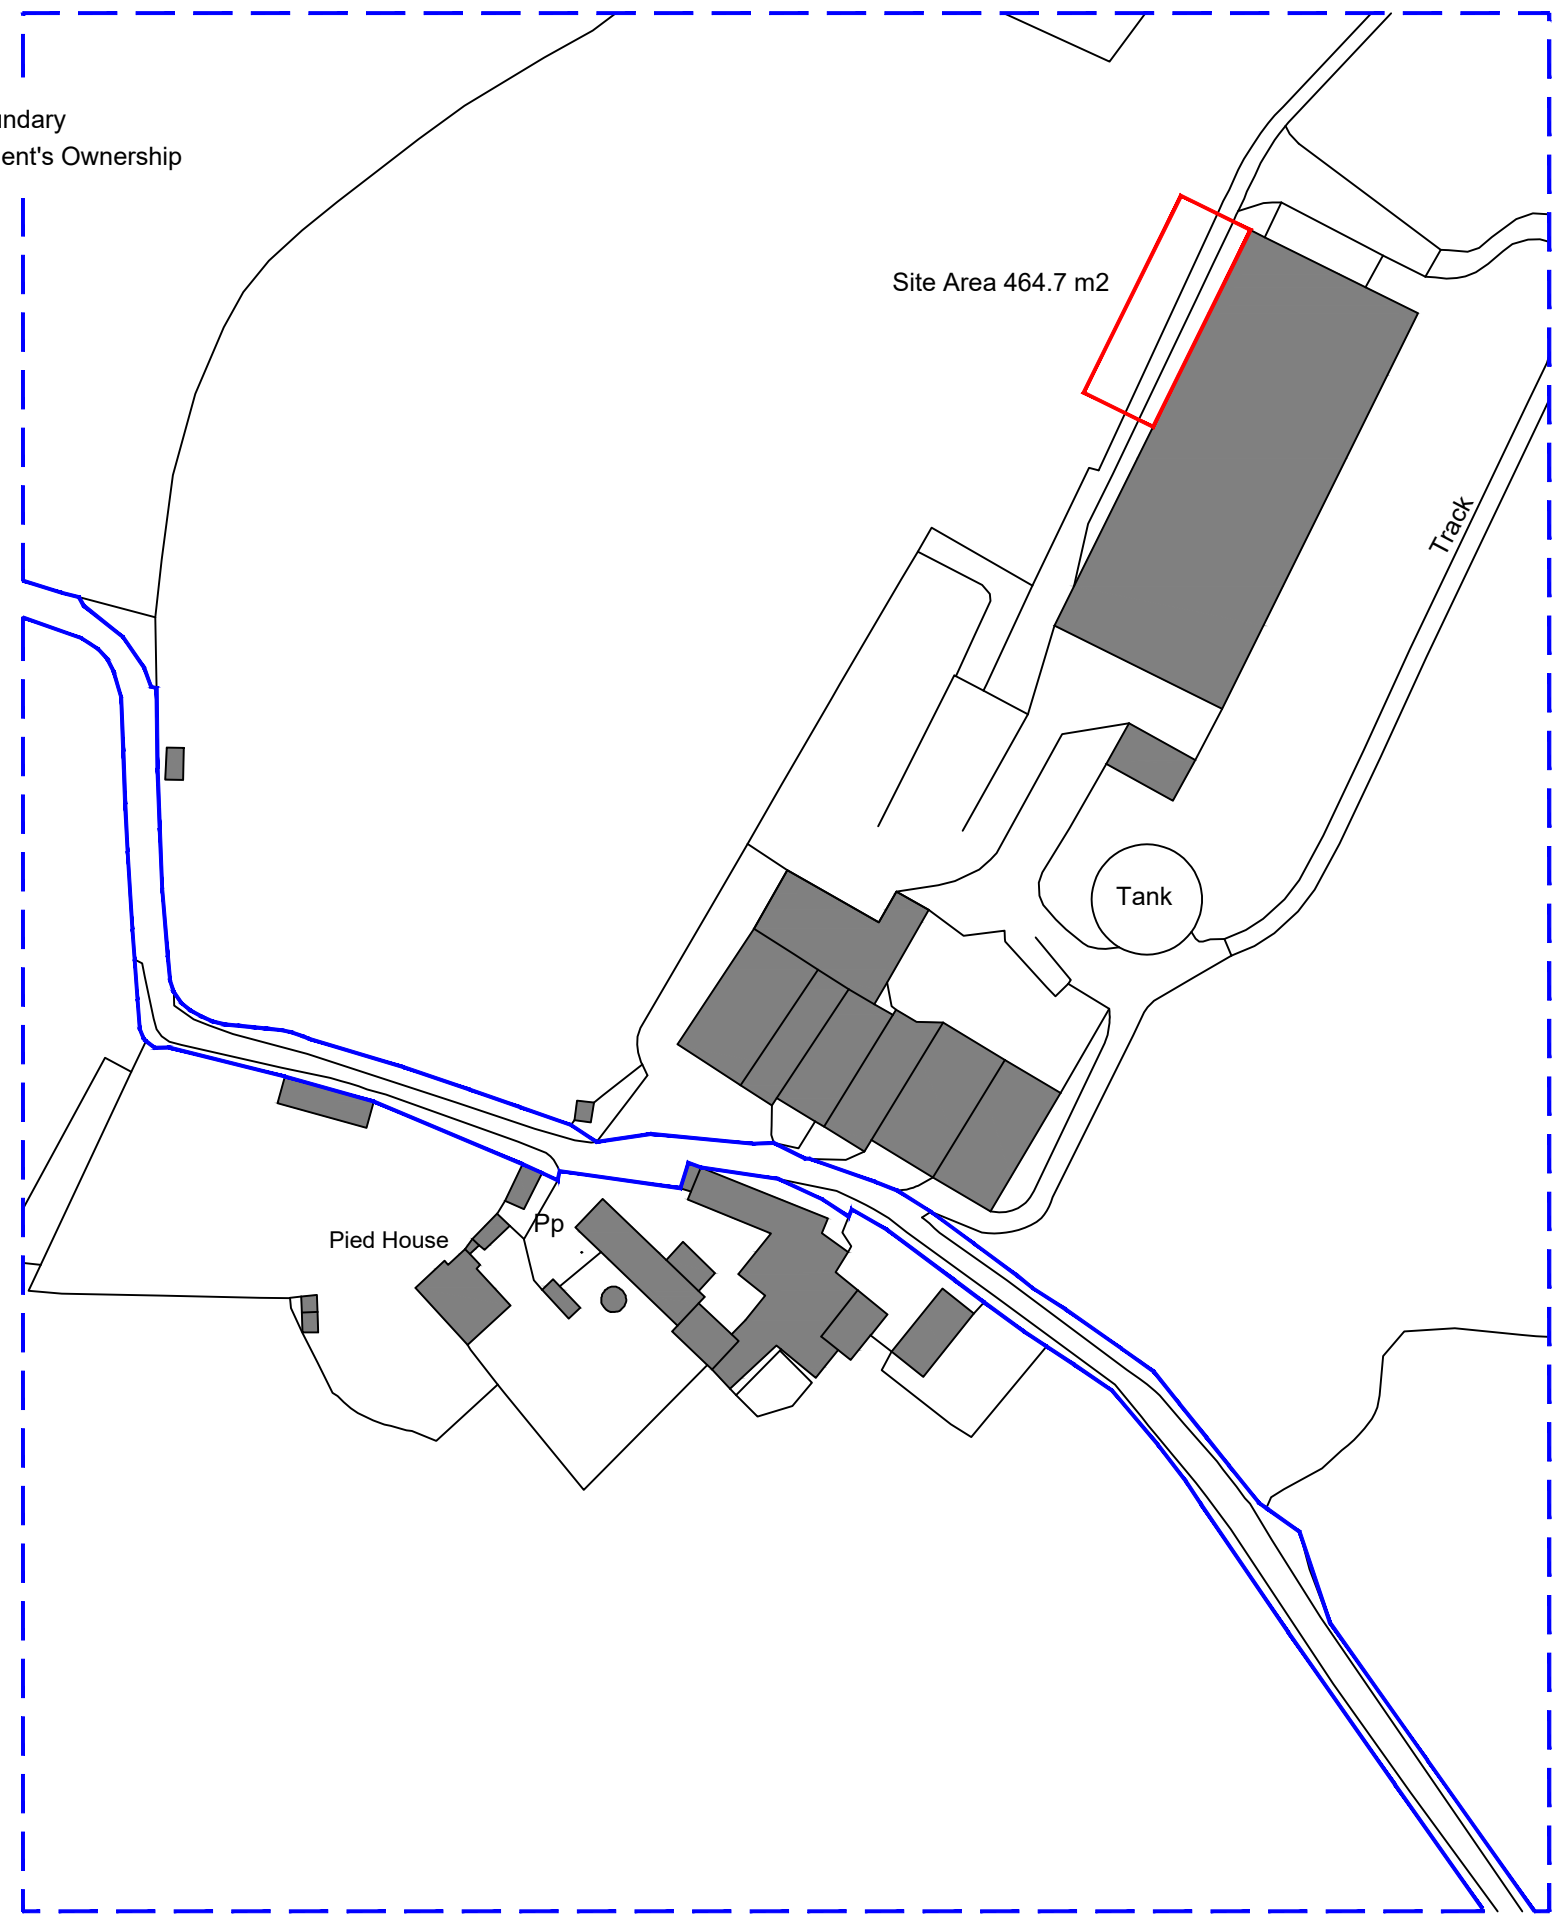 ndary
ent's Ownership
Site Area 464.7 m2
Track
Tank
Pp
Pied House